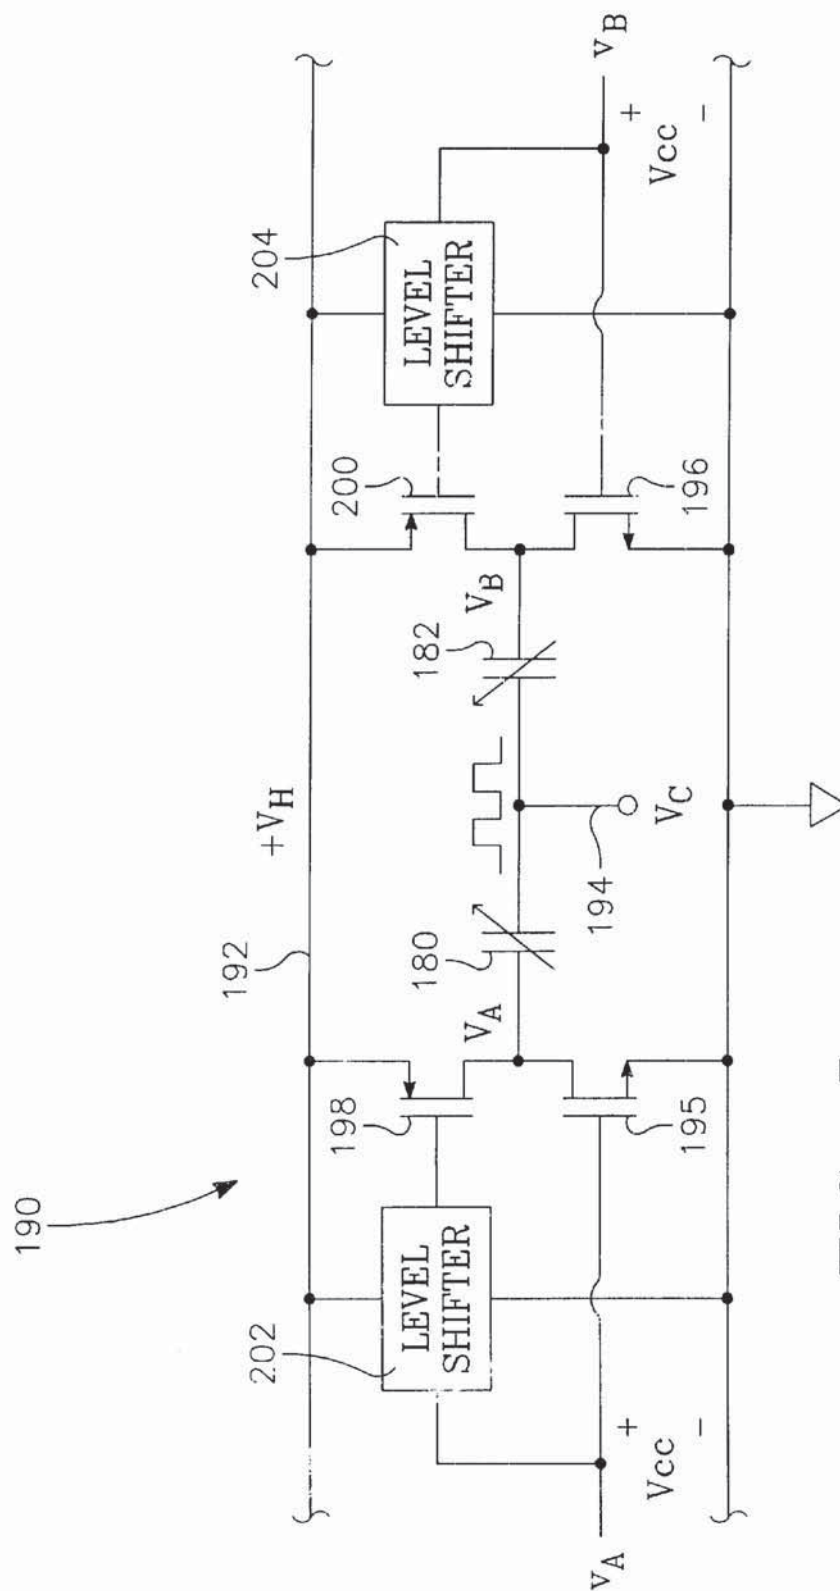 190
192
+V_H
202
LEVEL
SHIFTER
198
V_A
180
194
V_C
182
V_B
200
204
LEVEL
SHIFTER
195
196
v_A
+
Vcc
-
v_B
+
Vcc
-